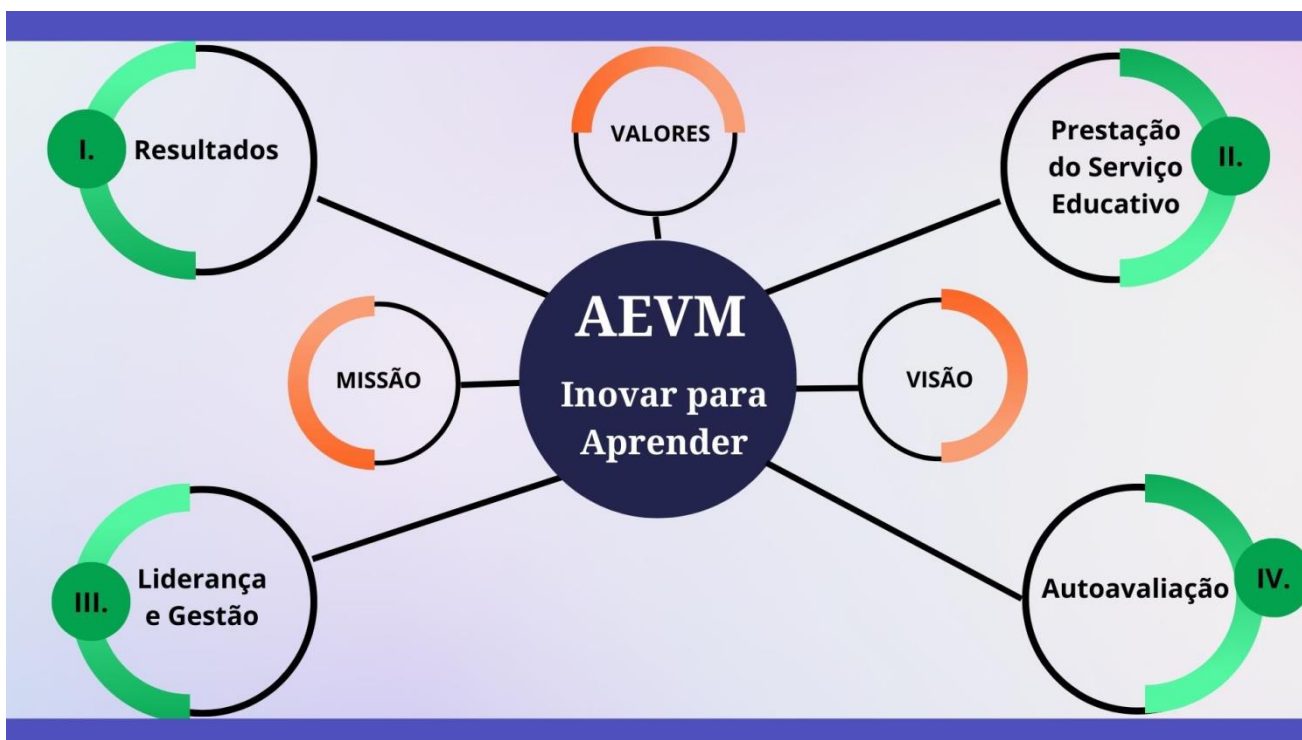 I.
Resultados
VALORES
Prestação
do Serviço
Educativo
II.
AEVM
Inovar para
Aprender
MISSÃO
VISÃO
III.
Liderança
e Gestão
Autoavaliação
IV.